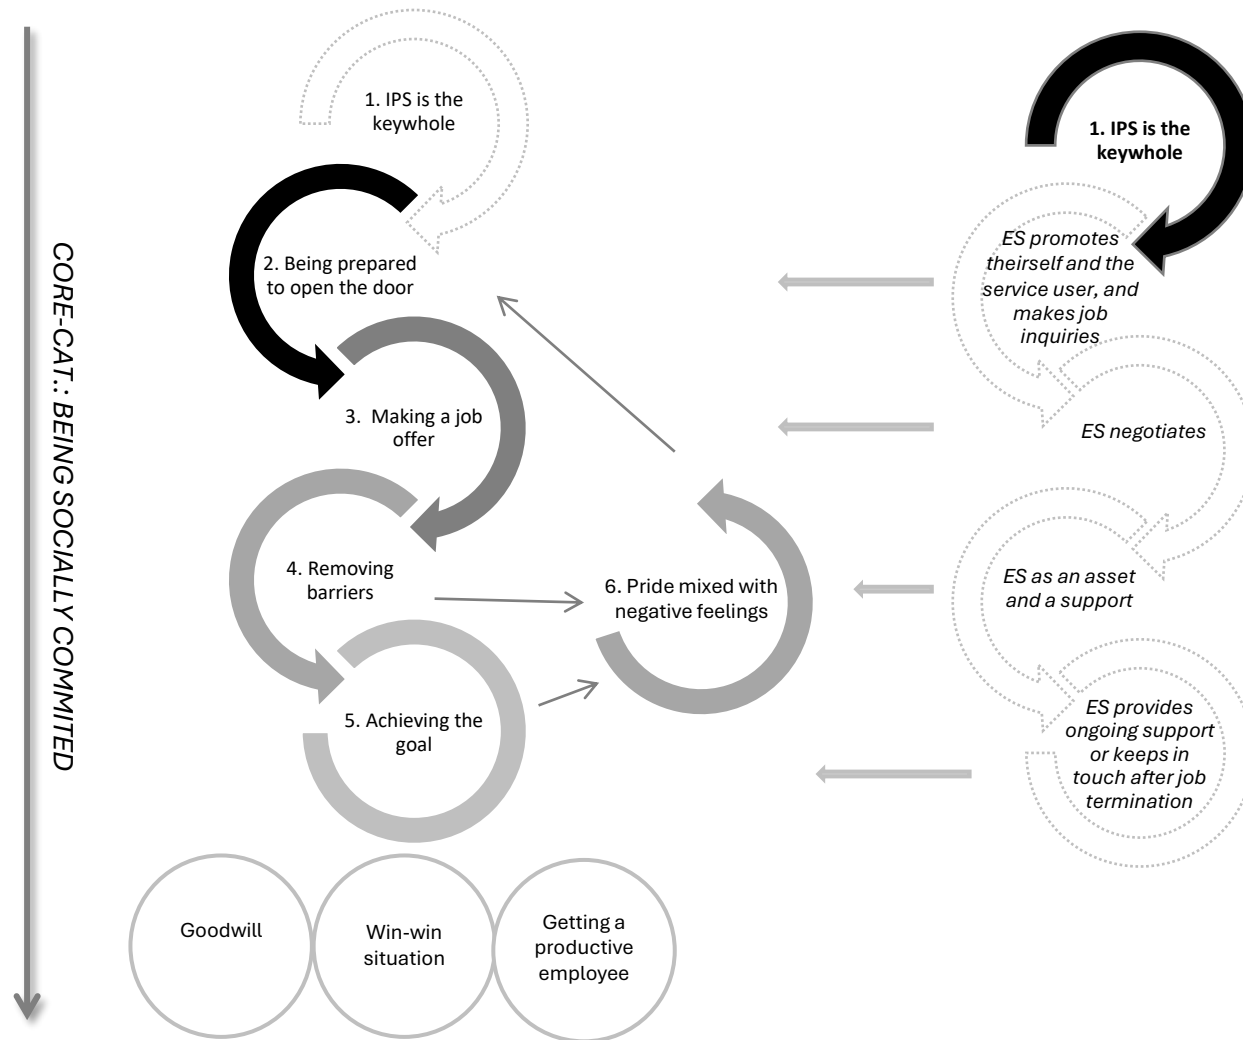 CORE-CAT.: BEING SOCIALLY COMMITED
1. IPS is the
keywhole
2. Being prepared
to open the door
3. Making a job
offer
4. Removing
barriers
5. Achieving the
goal
6. Pride mixed with
negative feelings
Goodwill
Win-win
situation
Getting a
productive
employee
1. IPS is the
keywhole
ES promotes
theirself and the
service user, and
makes job
inquiries
ES negotiates
ES as an asset
and a support
ES provides
ongoing support
or keeps in
touch after job
termination